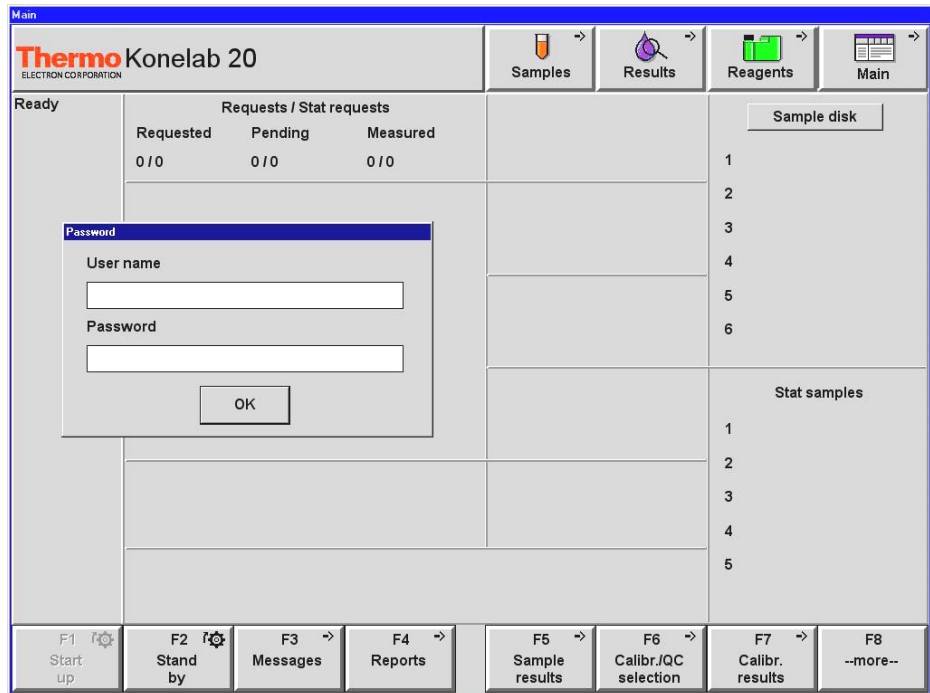 Main
Thermo Konelab 20
ELECTRON CORPORATION
Samples
Results
Reagents
Main
Ready
Requests / Stat requests
Requested Pending Measured
0 / 0 0 / 0 0 / 0
Sample disk
1
2
3
4
5
6
Password
User name
Password
OK
Stat samples
1
2
3
4
5
F1
Start
up
F2
Stand
by
F3
Messages
F4
Reports
F5
Sample
results
F6
Calibr./QC
selection
F7
Calibr.
results
F8
--more--